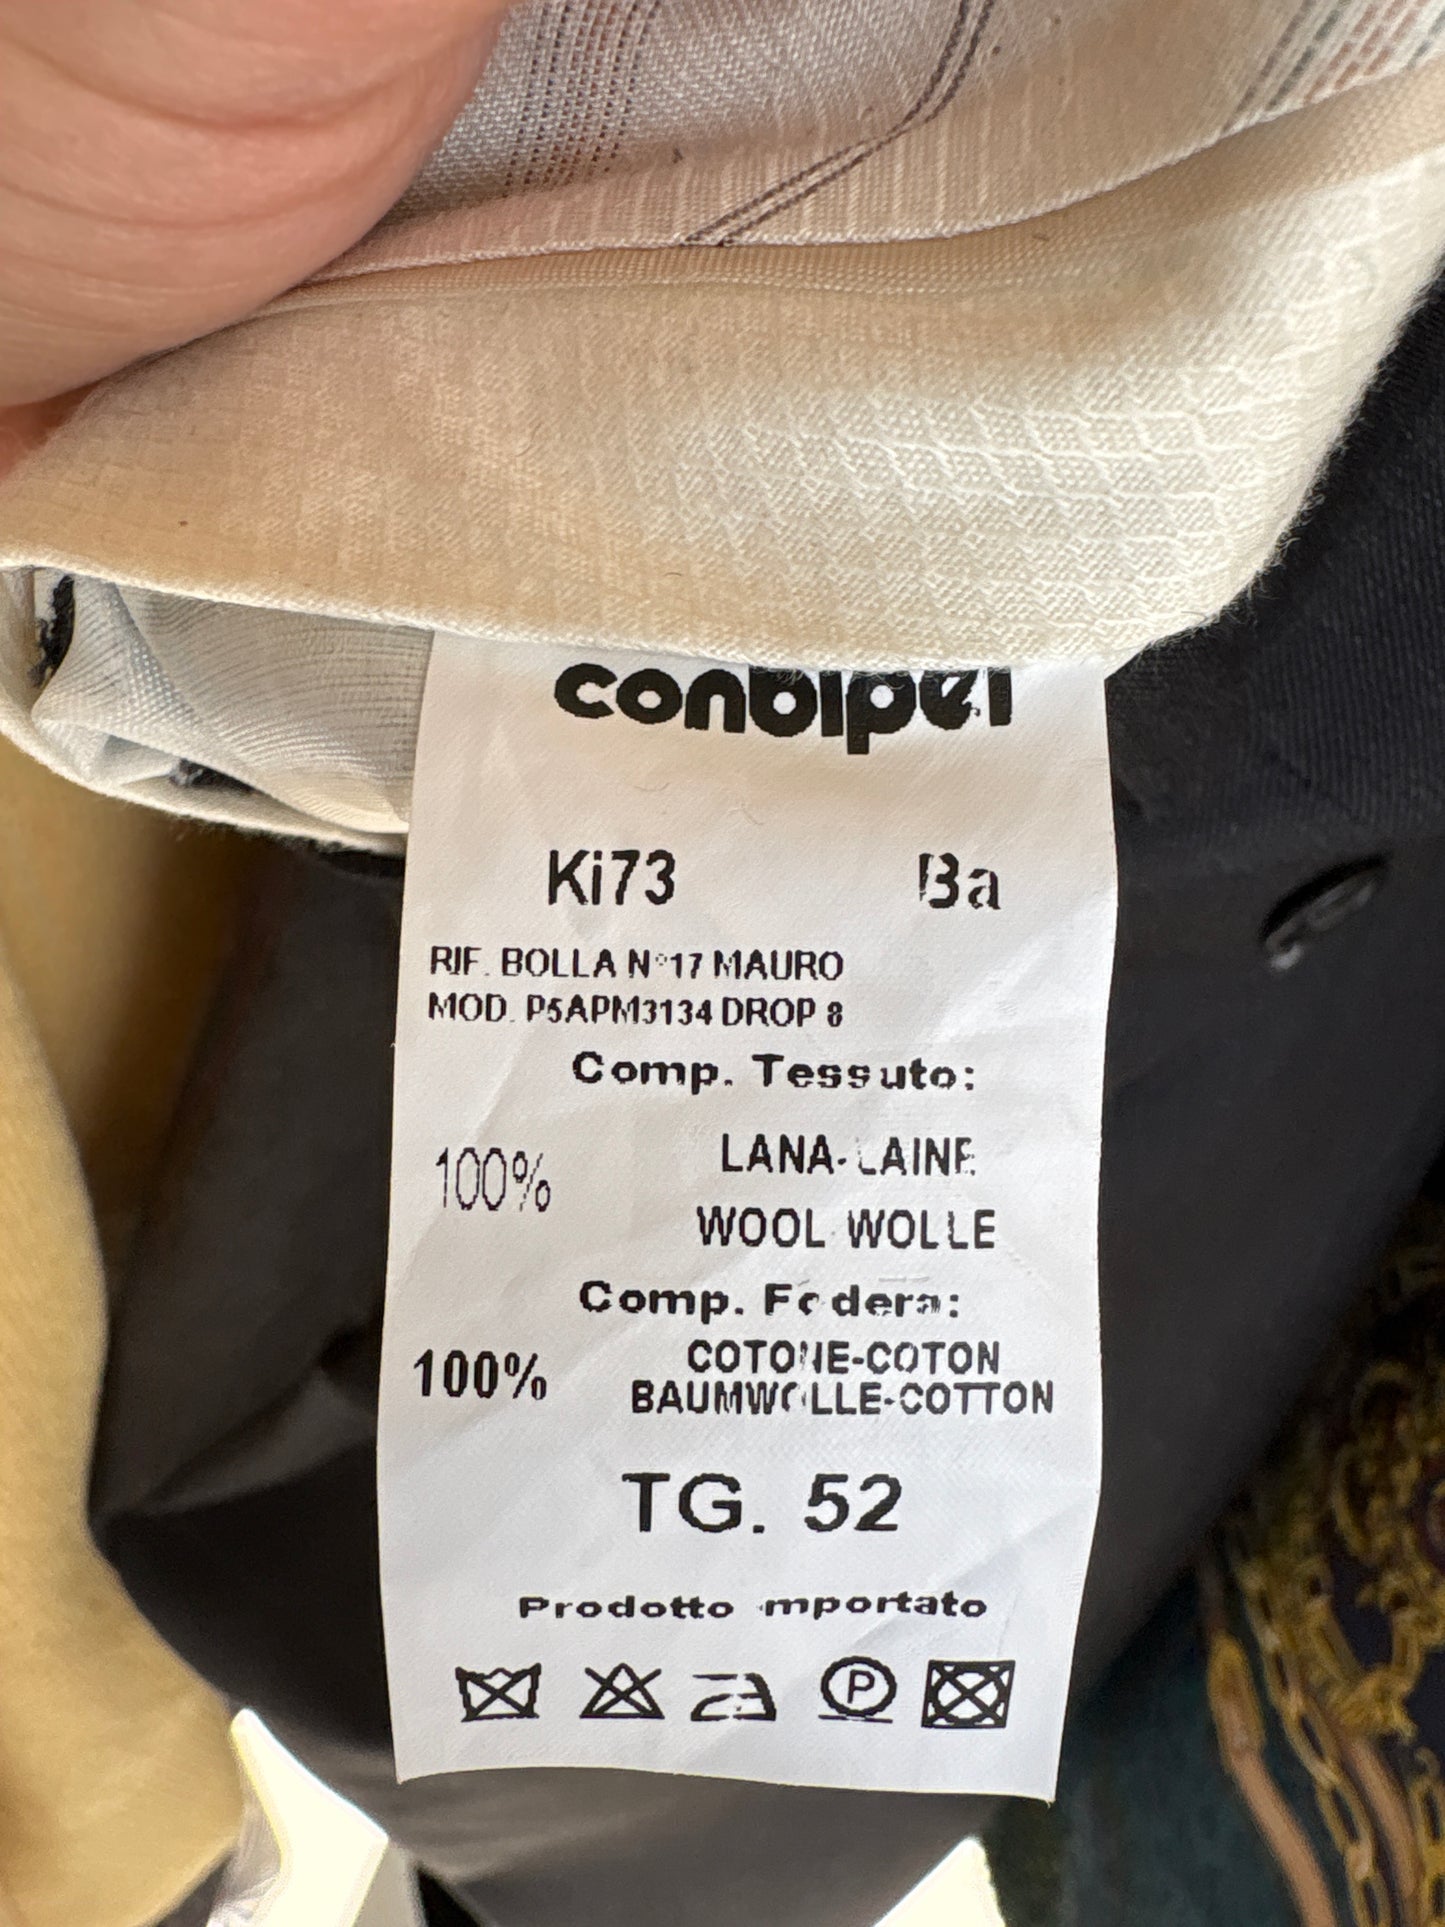 conbipel
Ki73 Ba
RIF. BOLLA N°17 MAURO
MOD. P5APM3134 DROP 8
Comp. Tessuto:
100% LANA-LAINE
WOOL WOLLE
Comp. Fodera:
100% COTONE-COTON
BAUMWOLLE-COTTON
TG. 52
Prodotto importato
P